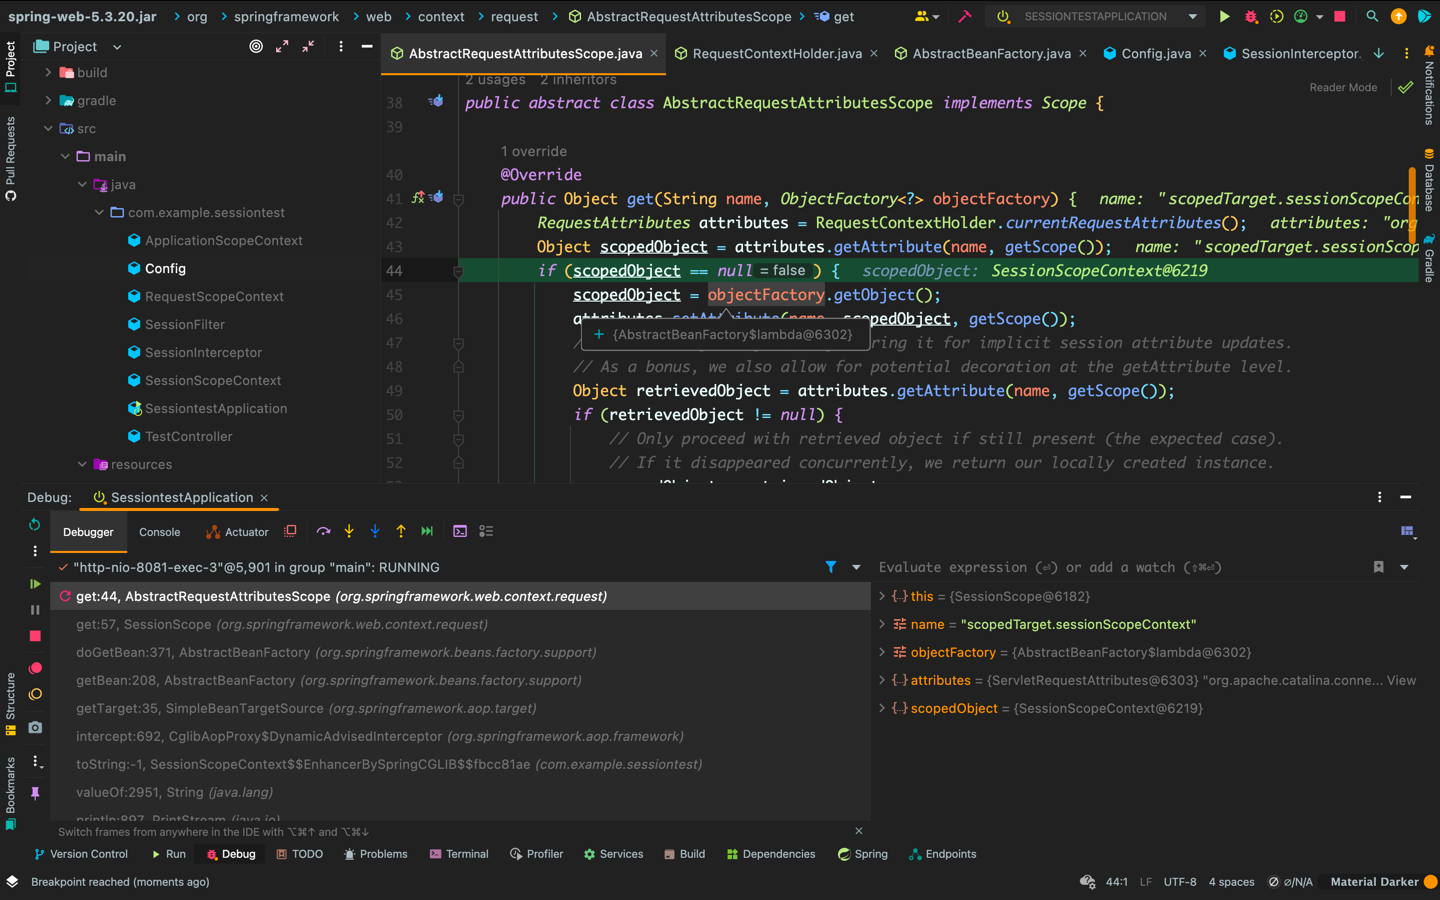 spring-web-5.3.20.jar
org
springframework
web
context
request
AbstractRequestAttributesScope
get
SESSIONTESTAPPLICATION
Project
Pull Requests
Structure
Bookmarks
Project
build
gradle
src
main
java
com.example.sessiontest
ApplicationScopeContext
Config
RequestScopeContext
SessionFilter
SessionInterceptor
SessionScopeContext
SessiontestApplication
TestController
resources
AbstractRequestAttributesScope.java
RequestContextHolder.java
AbstractBeanFactory.java
Config.java
SessionInterceptor.
Reader Mode
2 usages 2 inheritors
38 public abstract class AbstractRequestAttributesScope implements Scope {
39
1 override
40 @Override
41 public Object get(String name, ObjectFactory<?> objectFactory) { name: "scopedTarget.sessionScopeCon
42 RequestAttributes attributes = RequestContextHolder.currentRequestAttributes(); attributes: "org
43 Object scopedObject = attributes.getAttribute(name, getScope()); name: "scopedTarget.sessionScop
44 if (scopedObject == null = false ) { scopedObject: SessionScopeContext@6219
45 scopedObject = objectFactory.getObject();
46 attributes.setAttribute(name, scopedObject, getScope());
+ {AbstractBeanFactory$lambda@6302}
47 ring it for implicit session attribute updates.
48 // As a bonus, we also allow for potential decoration at the getAttribute level.
49 Object retrievedObject = attributes.getAttribute(name, getScope());
50 if (retrievedObject != null) {
51 // Only proceed with retrieved object if still present (the expected case).
52 // If it disappeared concurrently, we return our locally created instance.
Notifications
Database
Gradle
Debug:
SessiontestApplication
Debugger
Console
Actuator
"http-nio-8081-exec-3"@5,901 in group "main": RUNNING
get:44, AbstractRequestAttributesScope (org.springframework.web.context.request)
get:57, SessionScope (org.springframework.web.context.request)
doGetBean:371, AbstractBeanFactory (org.springframework.beans.factory.support)
getBean:208, AbstractBeanFactory (org.springframework.beans.factory.support)
getTarget:35, SimpleBeanTargetSource (org.springframework.aop.target)
intercept:692, CglibAopProxy$DynamicAdvisedInterceptor (org.springframework.aop.framework)
toString:-1, SessionScopeContext$$EnhancerBySpringCGLIB$$fbcc81ae (com.example.sessiontest)
valueOf:2951, String (java.lang)
println:897, PrintStream (java.io)
Switch frames from anywhere in the IDE with ⌥⌘↑ and ⌥⌘↓
Evaluate expression (⏎) or add a watch (⇧⌘⏎)
this = {SessionScope@6182}
name = "scopedTarget.sessionScopeContext"
objectFactory = {AbstractBeanFactory$lambda@6302}
attributes = {ServletRequestAttributes@6303} "org.apache.catalina.conne... View
scopedObject = {SessionScopeContext@6219}
Version Control
Run
Debug
TODO
Problems
Terminal
Profiler
Services
Build
Dependencies
Spring
Endpoints
Breakpoint reached (moments ago)
44:1
LF
UTF-8
4 spaces
⌀/N/A
Material Darker